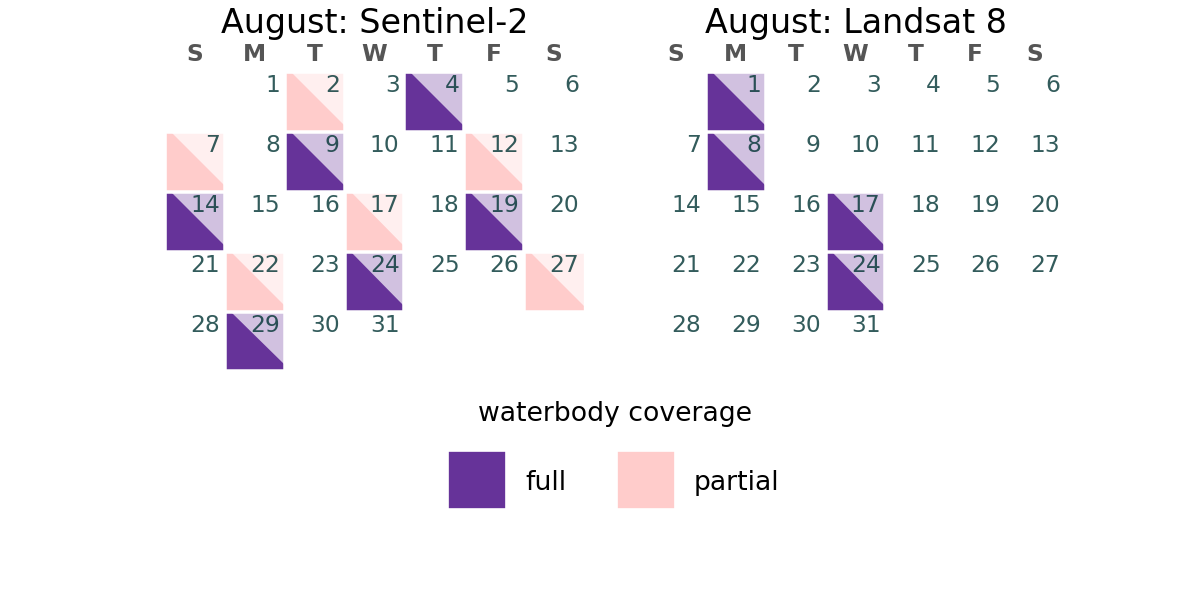 August: Sentinel-2
S M T W T F S
1 2 3 4 5 6
7 8 9 10 11 12 13
14 15 16 17 18 19 20
21 22 23 24 25 26 27
28 29 30 31
August: Landsat 8
S M T W T F S
1 2 3 4 5 6
7 8 9 10 11 12 13
14 15 16 17 18 19 20
21 22 23 24 25 26 27
28 29 30 31
waterbody coverage
full
partial